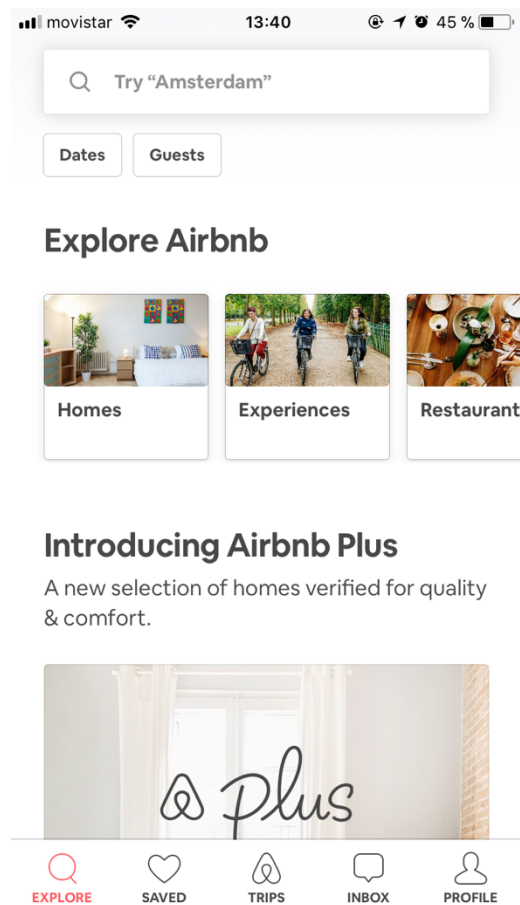 movistar 13:40 45 %
Try “Amsterdam”
Dates Guests
Explore Airbnb
Homes Experiences Restaurant
Introducing Airbnb Plus
A new selection of homes verified for quality
& comfort.
Plus
EXPLORE SAVED TRIPS INBOX PROFILE